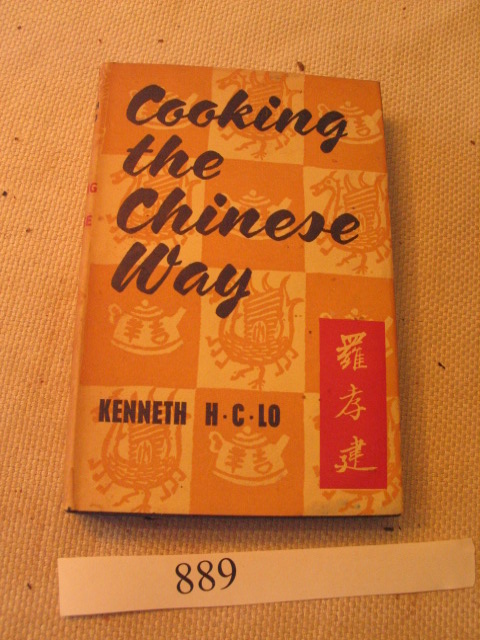 Cooking
the
Chinese
Way
KENNETH H·C·LO
羅
孝
建
G
E
889